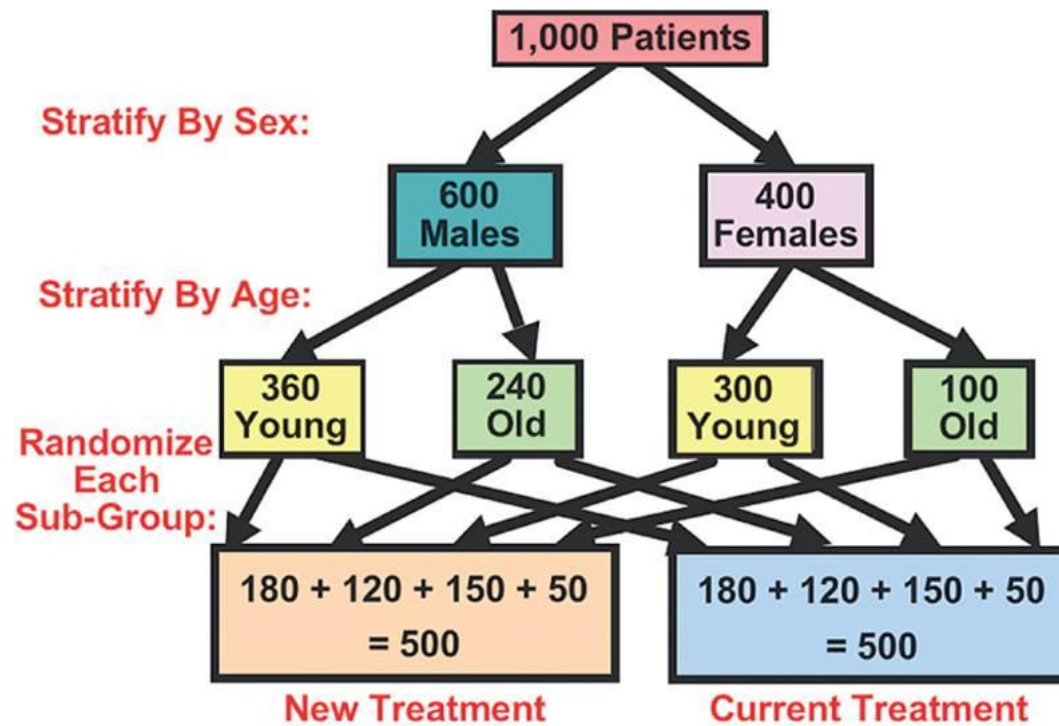 1,000 Patients
Stratify By Sex:
600
Males
400
Females
Stratify By Age:
360
Young
240
Old
300
Young
100
Old
Randomize
Each
Sub-Group:
180 + 120 + 150 + 50
= 500
180 + 120 + 150 + 50
= 500
New Treatment
Current Treatment